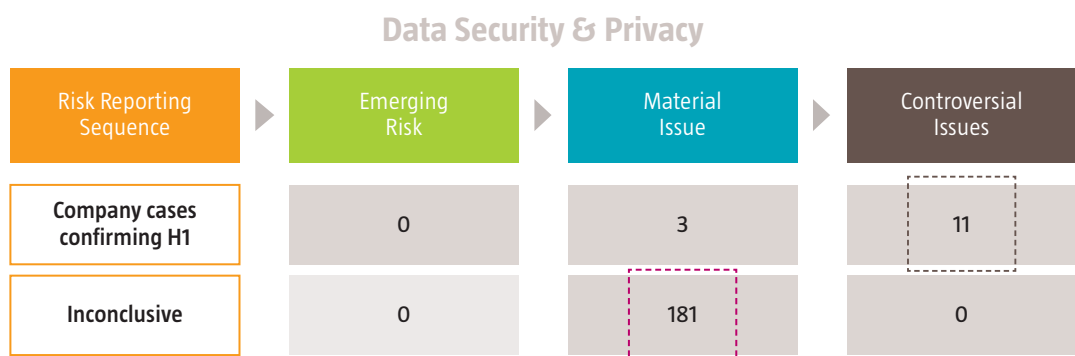 Data Security & Privacy
Risk Reporting
Sequence
Emerging
Risk
Material
Issue
Controversial
Issues
Company cases
confirming H1
0
3
11
Inconclusive
0
181
0